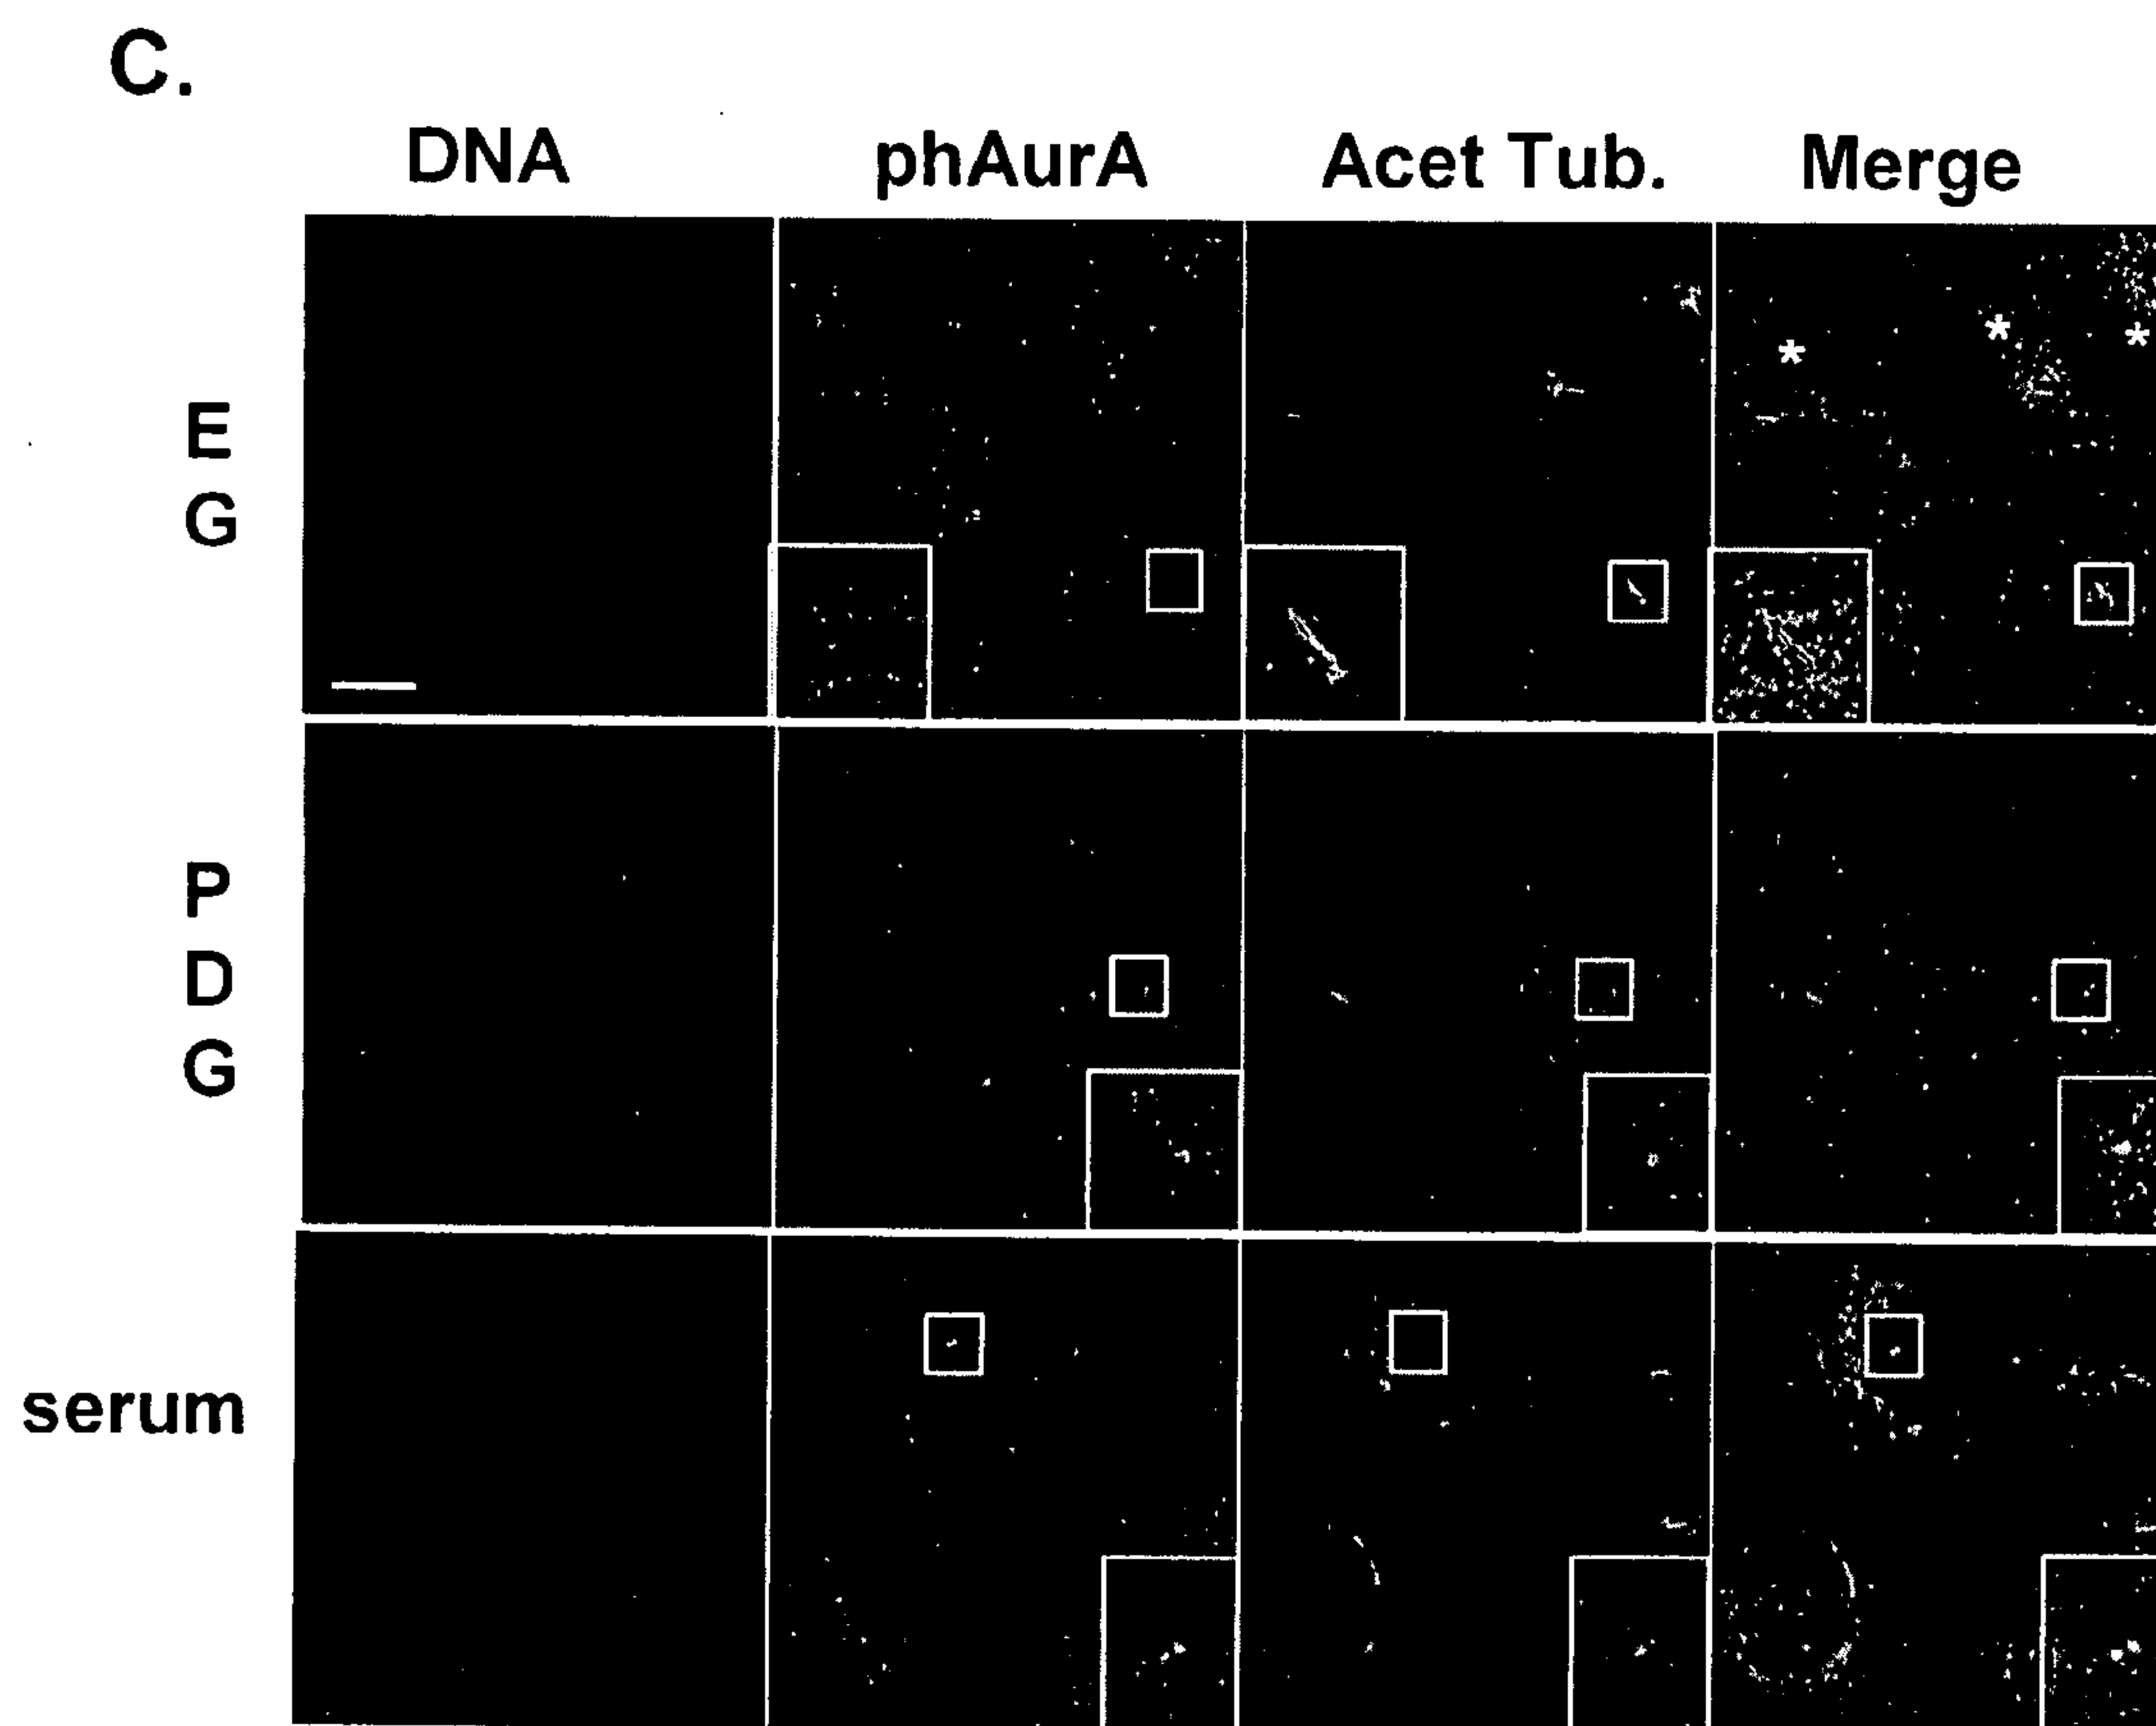 C.
DNA phAurA Acet Tub. Merge
E
G
* * *
P
D
G
serum